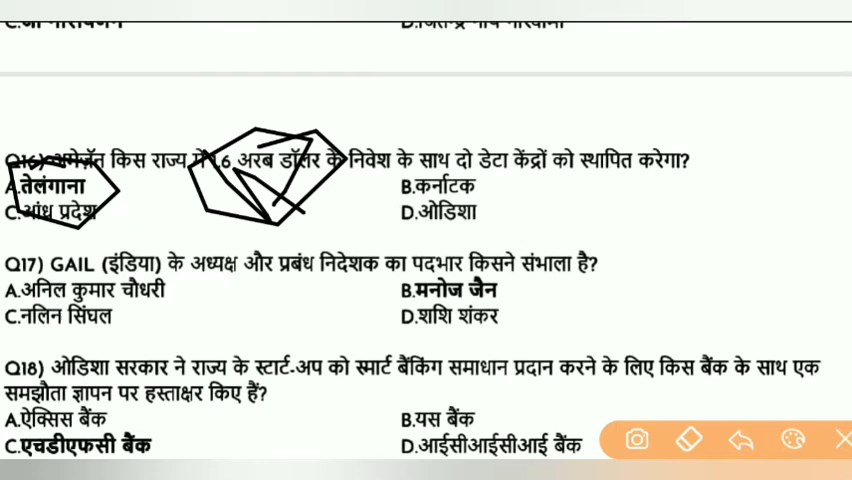 Q16) अमेज़ॅन किस राज्य में 1.6 अरब डॉलर के निवेश के साथ दो डेटा केंद्रों को स्थापित करेगा?
A.तेलंगाना B.कर्नाटक
C.आंध्र प्रदेश D.ओडिशा
Q17) GAIL (इंडिया) के अध्यक्ष और प्रबंध निदेशक का पदभार किसने संभाला है?
A.अनिल कुमार चौधरी B.मनोज जैन
C.नलिन सिंघल D.शशि शंकर
Q18) ओडिशा सरकार ने राज्य के स्टार्ट-अप को स्मार्ट बैंकिंग समाधान प्रदान करने के लिए किस बैंक के साथ एक
समझौता ज्ञापन पर हस्ताक्षर किए हैं?
A.ऐक्सिस बैंक B.यस बैंक
C.एचडीएफसी बैंक D.आईसीआईसीआई बैंक